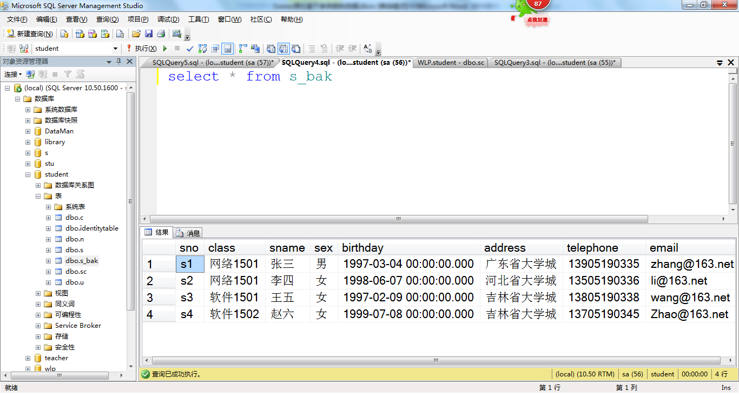 Microsoft SQL Server Management Studio
87
点我加速
文件(F) 编辑(E) 查看(V) 查询(Q) 项目(P) 调试(D) 工具(T) 窗口(W) 社区(C) 帮助(H)
新建查询(N)
student 执行(X)
对象资源管理器
连接
(local) (SQL Server 10.50.1600 -
数据库
系统数据库
数据库快照
DataMan
library
s
stu
student
数据库关系图
表
系统表
dbo.c
dbo.identitytable
dbo.n
dbo.s
dbo.s_bak
dbo.sc
dbo.u
视图
同义词
可编程性
Service Broker
存储
安全性
teacher
wlp
SQLQuery5.sql - (lo....student (sa (57))* SQLQuery4.sql - (lo....student (sa (56))* WLP.student - dbo.sc SQLQuery3.sql - (lo....student (sa (55))*
select * from s_bak
结果 消息
sno class sname sex birthday address telephone email
1 s1 网络1501 张三 男 1997-03-04 00:00:00.000 广东省大学城 13905190335 zhang@163.net
2 s2 网络1501 李四 女 1998-06-07 00:00:00.000 河北省大学城 13505190336 li@163.net
3 s3 软件1501 王五 女 1997-02-09 00:00:00.000 吉林省大学城 13805190338 wang@163.net
4 s4 软件1502 赵六 女 1999-07-08 00:00:00.000 吉林省大学城 13705190345 Zhao@163.net
查询已成功执行。 (local) (10.50 RTM) sa (56) student 00:00:00 4 行
就绪 第 1 行 第 1 列 Ins